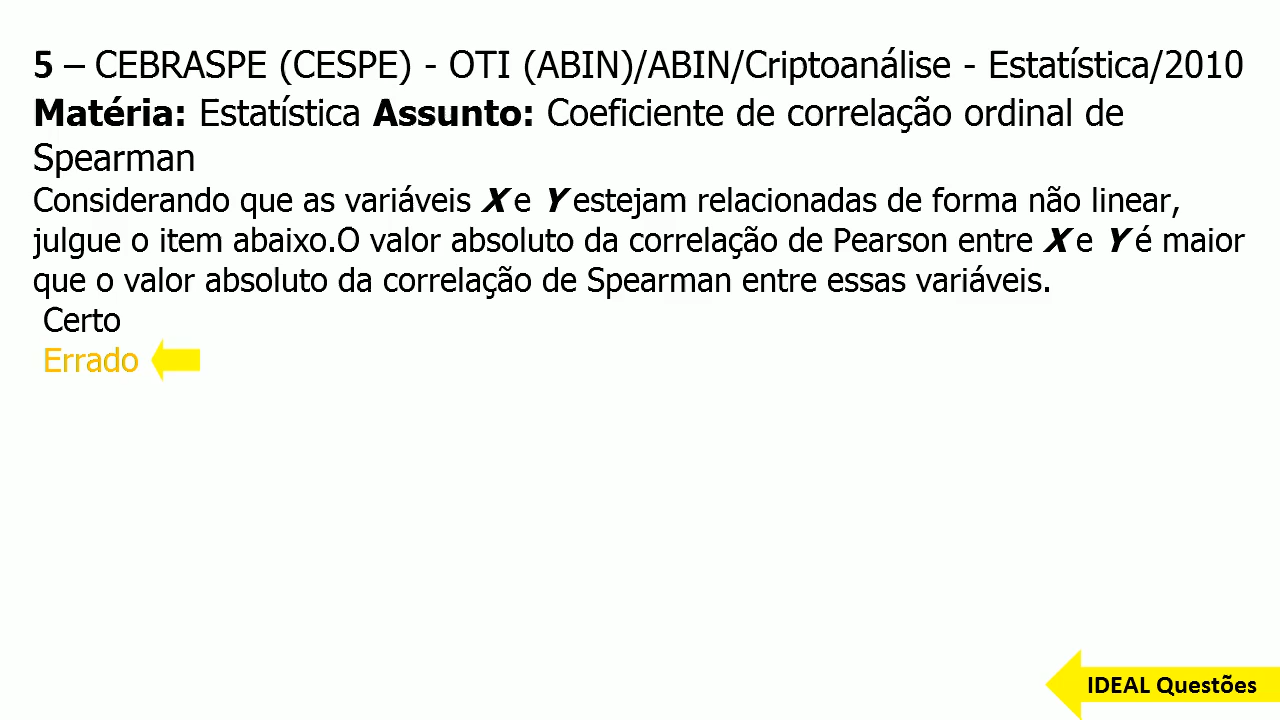 5 – CEBRASPE (CESPE) - OTI (ABIN)/ABIN/Criptoanálise - Estatística/2010
Matéria: Estatística Assunto: Coeficiente de correlação ordinal de
Spearman
Considerando que as variáveis X e Y estejam relacionadas de forma não linear,
julgue o item abaixo.O valor absoluto da correlação de Pearson entre X e Y é maior
que o valor absoluto da correlação de Spearman entre essas variáveis.
Certo
Errado
IDEAL Questões